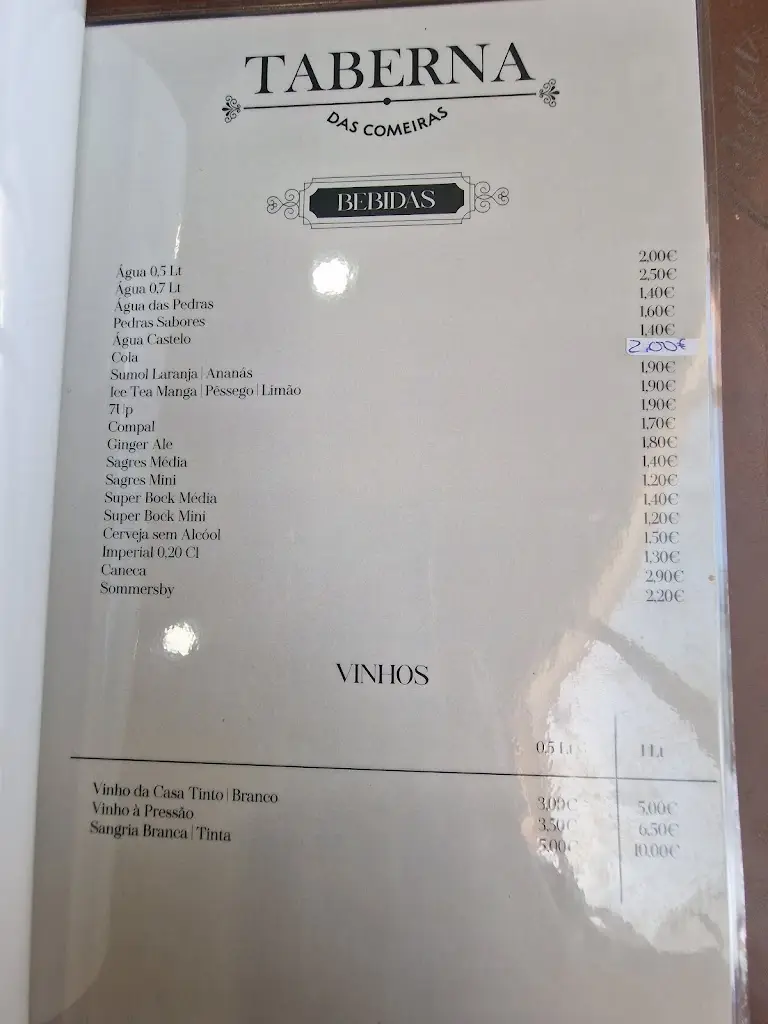 TABERNA
DAS COMEIRAS
BEBIDAS
Água 0,5 Lt 2,00€
Água 0,7 Lt 2,50€
Água das Pedras 1,40€
Pedras Sabores 1,60€
Água Castelo 1,40€
Cola 2,00€
Sumol Laranja | Ananás 1,90€
Ice Tea Manga | Pêssego | Limão 1,90€
7Up 1,90€
Compal 1,70€
Ginger Ale 1,80€
Sagres Média 1,40€
Sagres Mini 1,20€
Super Bock Média 1,40€
Super Bock Mini 1,20€
Cerveja sem Alcóol 1,50€
Imperial 0,20 Cl 1,30€
Caneca 2,90€
Sommersby 2,20€
VINHOS
0,5 Lt 1 Lt
Vinho da Casa Tinto | Branco 3,00€ 5,00€
Vinho à Pressão 3,50€ 6,50€
Sangria Branca | Tinta 5,00€ 10,00€